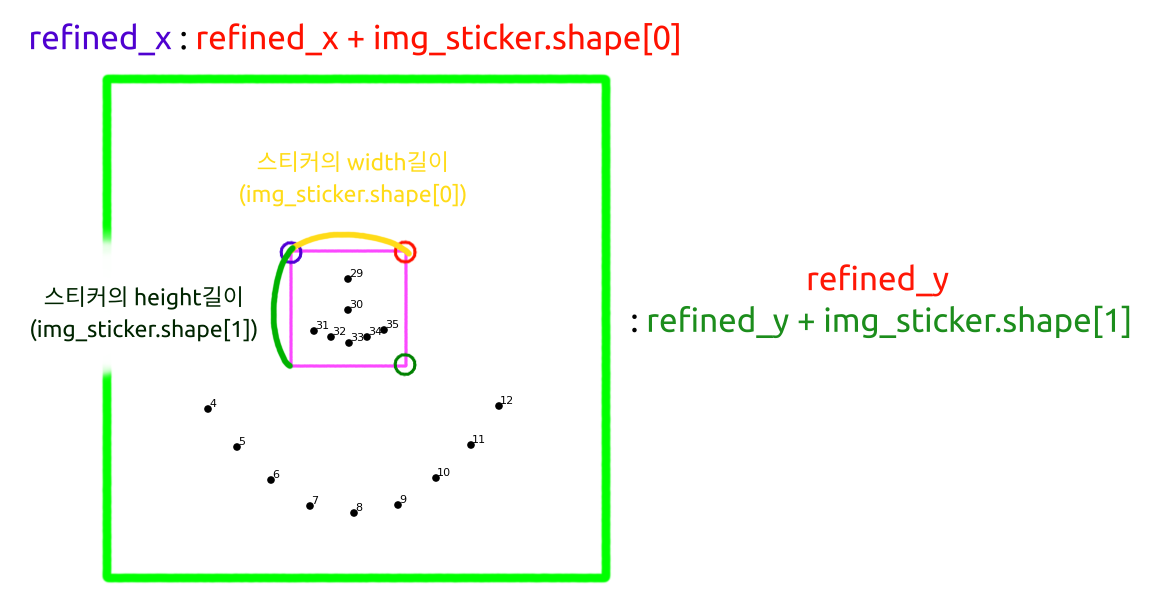 refined_x : refined_x + img_sticker.shape[0]
스티커의 width길이
(img_sticker.shape[0])
스티커의 height길이
(img_sticker.shape[1])
refined_y
: refined_y + img_sticker.shape[1]
29
30
31
32
33
34
35
4
5
6
7
8
9
10
11
12